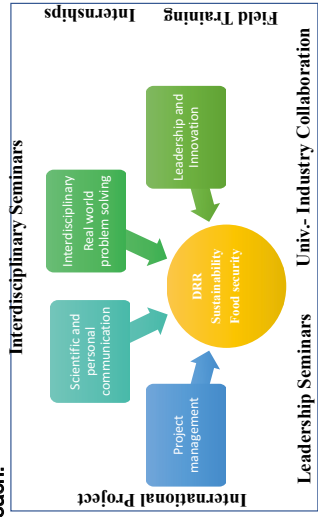 Interdisciplinary Seminars
Internships
Field Training
International Project
Scientific and
personal
communication
Interdisciplinary
Real world
problem solving
Project
management
Leadership and
Innovation
DRR
Sustainability
Food security
Leadership Seminars
Univ.- Industry Collaboration